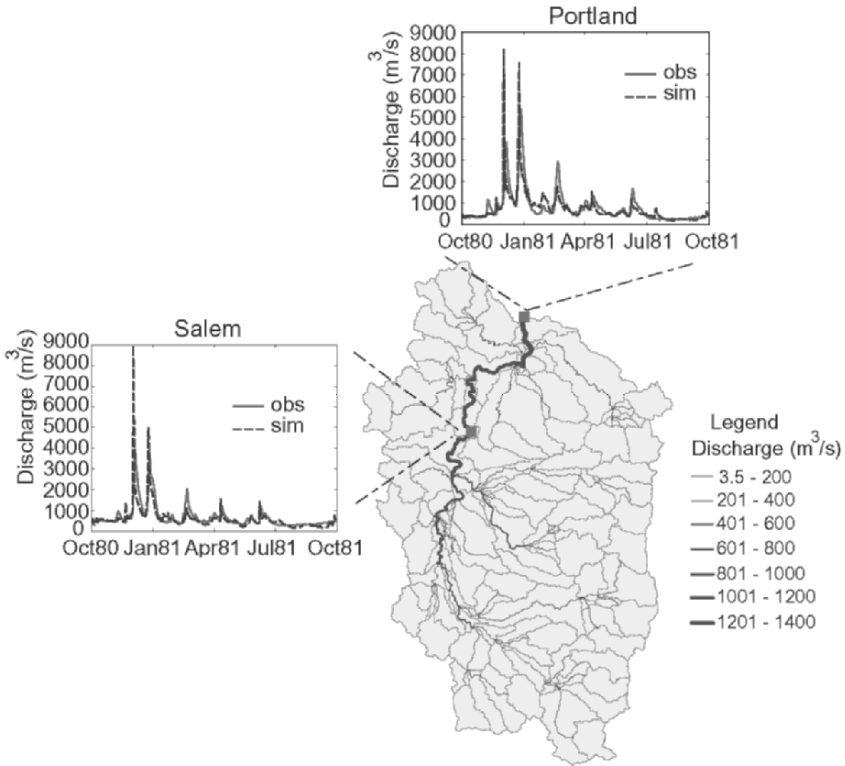 Portland
Discharge (m³/s)
9000
8000
7000
6000
5000
4000
3000
2000
1000
0
obs
sim
Oct80 Jan81 Apr81 Jul81 Oct81
Salem
Discharge (m³/s)
9000
8000
7000
6000
5000
4000
3000
2000
1000
0
obs
sim
Oct80 Jan81 Apr81 Jul81 Oct81
Legend
Discharge (m³/s)
3.5 - 200
201 - 400
401 - 600
601 - 800
801 - 1000
1001 - 1200
1201 - 1400